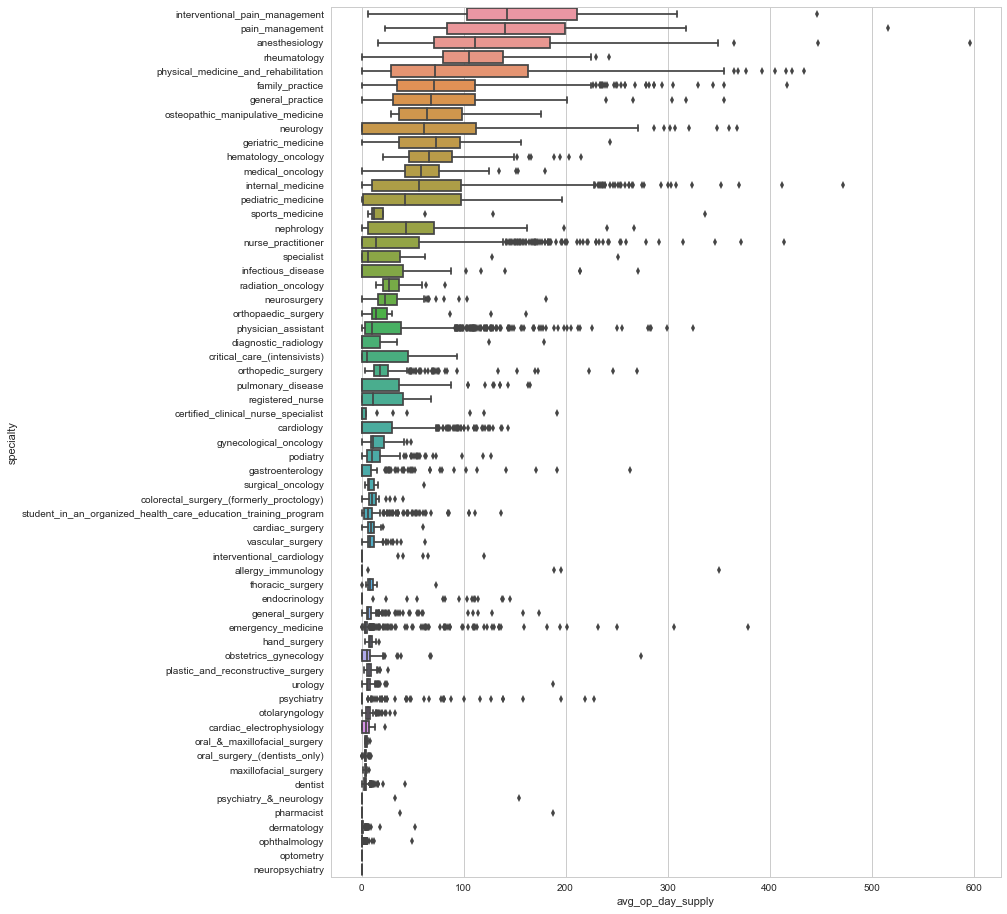 interventional_pain_management
pain_management
anesthesiology
rheumatology
physical_medicine_and_rehabilitation
family_practice
general_practice
osteopathic_manipulative_medicine
neurology
geriatric_medicine
hematology_oncology
medical_oncology
internal_medicine
pediatric_medicine
sports_medicine
nephrology
nurse_practitioner
specialist
infectious_disease
radiation_oncology
neurosurgery
orthopaedic_surgery
physician_assistant
diagnostic_radiology
critical_care_(intensivists)
orthopedic_surgery
pulmonary_disease
registered_nurse
certified_clinical_nurse_specialist
cardiology
gynecological_oncology
podiatry
gastroenterology
surgical_oncology
colorectal_surgery_(formerly_proctology)
student_in_an_organized_health_care_education_training_program
cardiac_surgery
vascular_surgery
interventional_cardiology
allergy_immunology
thoracic_surgery
endocrinology
general_surgery
emergency_medicine
hand_surgery
obstetrics_gynecology
plastic_and_reconstructive_surgery
urology
psychiatry
otolaryngology
cardiac_electrophysiology
oral_&_maxillofacial_surgery
oral_surgery_(dentists_only)
maxillofacial_surgery
dentist
psychiatry_&_neurology
pharmacist
dermatology
ophthalmology
optometry
neuropsychiatry
specialty
0 100 200 300 400 500 600
avg_op_day_supply